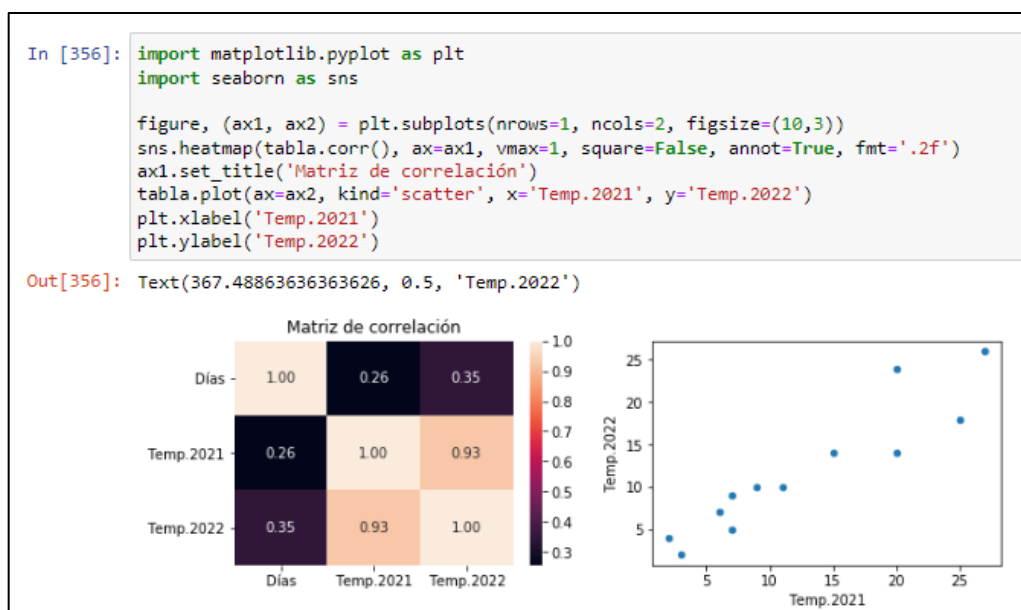 In [356]: import matplotlib.pyplot as plt
import seaborn as sns
figure, (ax1, ax2) = plt.subplots(nrows=1, ncols=2, figsize=(10,3))
sns.heatmap(tabla.corr(), ax=ax1, vmax=1, square=False, annot=True, fmt='.2f')
ax1.set_title('Matriz de correlación')
tabla.plot(ax=ax2, kind='scatter', x='Temp.2021', y='Temp.2022')
plt.xlabel('Temp.2021')
plt.ylabel('Temp.2022')
Out[356]: Text(367.48863636363626, 0.5, 'Temp.2022')
Matriz de correlación
Días 1.00 0.26 0.35
Temp.2021 0.26 1.00 0.93
Temp.2022 0.35 0.93 1.00
Días Temp.2021 Temp.2022
1.0
0.9
0.8
0.7
0.6
0.5
0.4
0.3
Temp.2022
25
20
15
10
5
5 10 15 20 25
Temp.2021